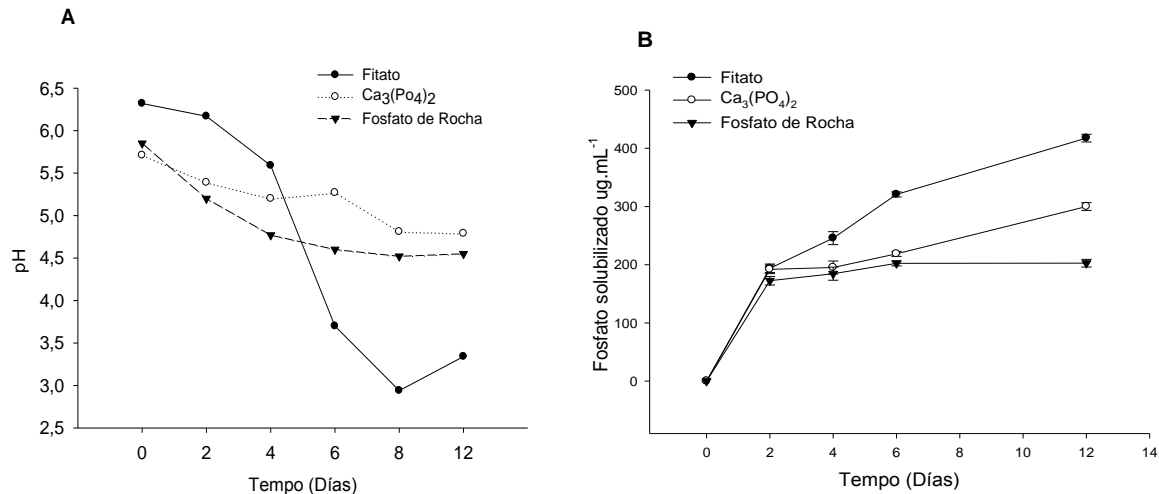 A
Fitato
Ca3(Po4)2
Fosfato de Rocha
6,5
6,0
5,5
5,0
4,5
4,0
3,5
3,0
2,5
pH
0 2 4 6 8 12
Tempo (Días)
B
Fitato
Ca3(PO4)2
Fosfato de Rocha
500
400
300
200
100
0
Fosfato solubilizado ug.mL-1
0 2 4 6 8 10 12 14
Tempo (Días)